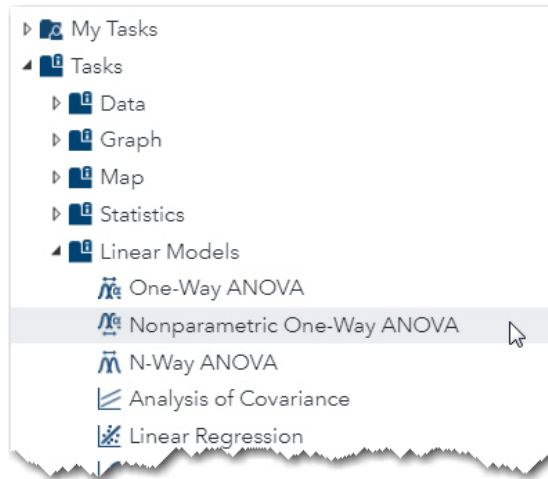 My Tasks
Tasks
Data
Graph
Map
Statistics
Linear Models
One-Way ANOVA
Nonparametric One-Way ANOVA
N-Way ANOVA
Analysis of Covariance
Linear Regression